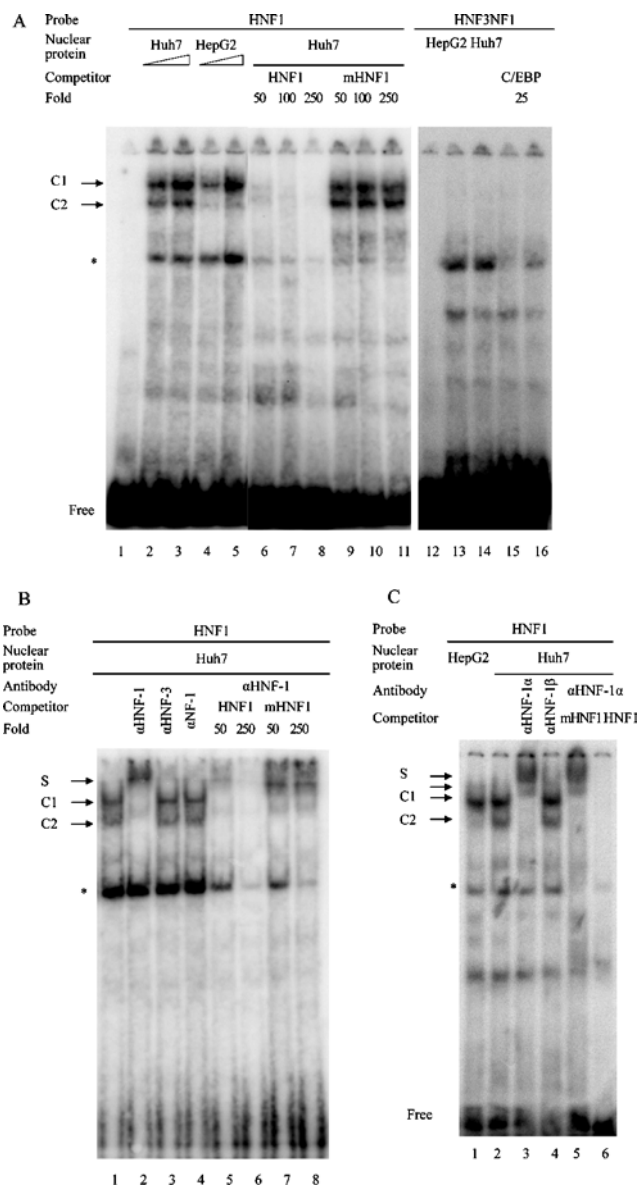 A
Probe HNF1 HNF3NF1
Nuclear protein Huh7 HepG2 Huh7 HepG2 Huh7
Competitor HNF1 mHNF1 C/EBP
Fold 50 100 250 50 100 250 25
C1
C2
*
Free
1 2 3 4 5 6 7 8 9 10 11 12 13 14 15 16
B
Probe HNF1
Nuclear protein Huh7
Antibody αHNF-1 αHNF-3 αNF-1 αHNF-1
Competitor HNF1 mHNF1
Fold 50 250 50 250
S
C1
C2
*
1 2 3 4 5 6 7 8
C
Probe HNF1
Nuclear protein HepG2 Huh7
Antibody αHNF-1α αHNF-1β αHNF-1α
Competitor mHNF1 HNF1
S
C1
C2
*
Free
1 2 3 4 5 6